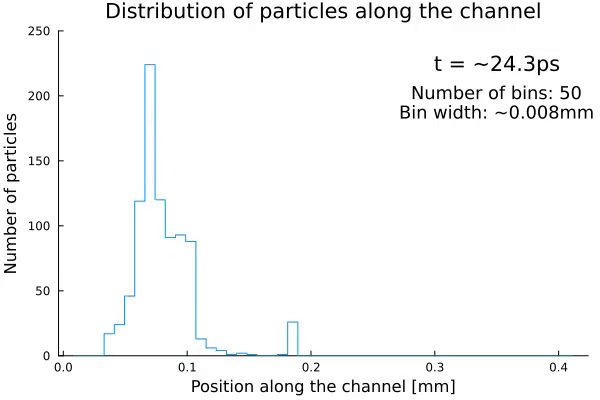 Distribution of particles along the channel
t = ~24.3ps
Number of bins: 50
Bin width: ~0.008mm
Number of particles
250
200
150
100
50
0
0.0 0.1 0.2 0.3 0.4
Position along the channel [mm]